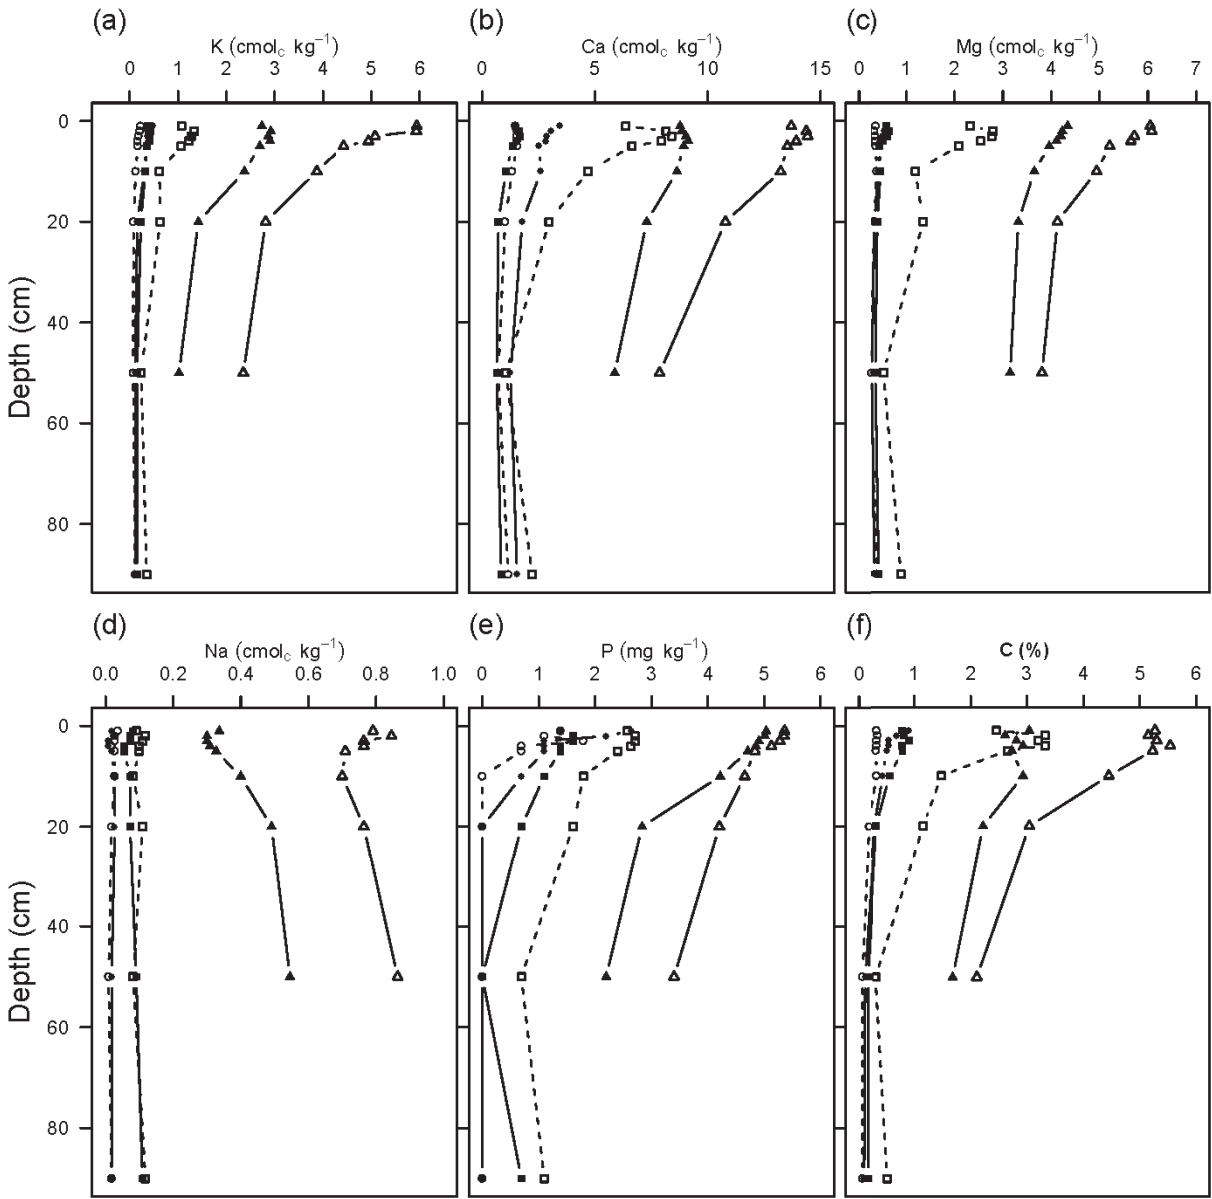 (a) (b) (c)
K (cmolc kg−1) Ca (cmolc kg−1) Mg (cmolc kg−1)
0 1 2 3 4 5 6 0 5 10 15 0 1 2 3 4 5 6 7
0
20
40
60
80
Depth (cm)
(d) (e) (f)
Na (cmolc kg−1) P (mg kg−1) C (%)
0.0 0.2 0.4 0.6 0.8 1.0 0 1 2 3 4 5 6 0 1 2 3 4 5 6
0
20
40
60
80
Depth (cm)